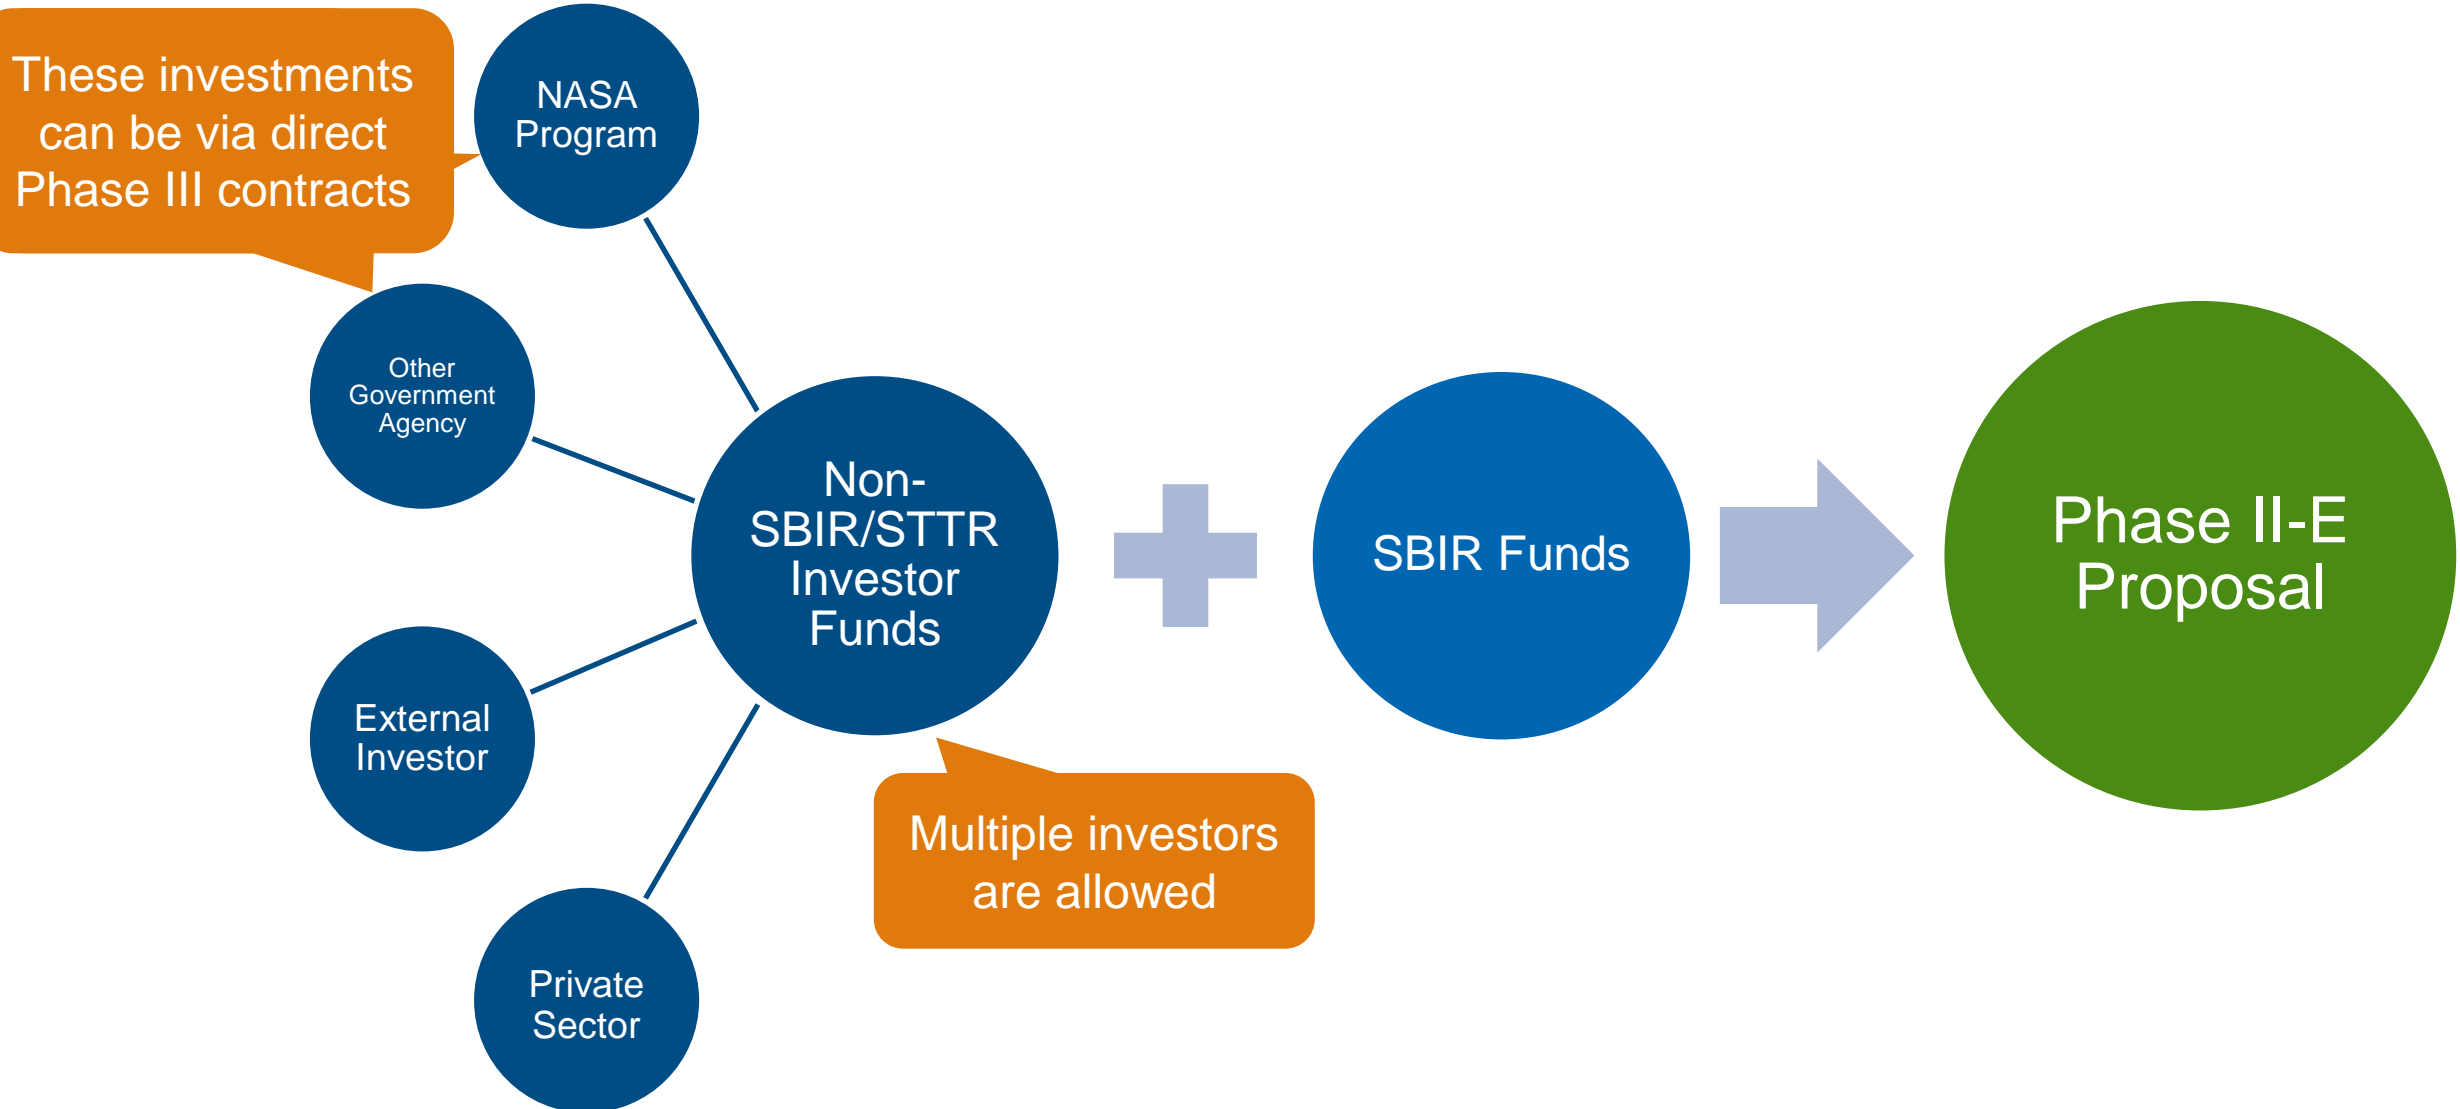 These investments
can be via direct
Phase III contracts
NASA
Program
Other
Government
Agency
External
Investor
Private
Sector
Non-
SBIR/STTR
Investor
Funds
Multiple investors
are allowed
SBIR Funds
Phase II-E
Proposal